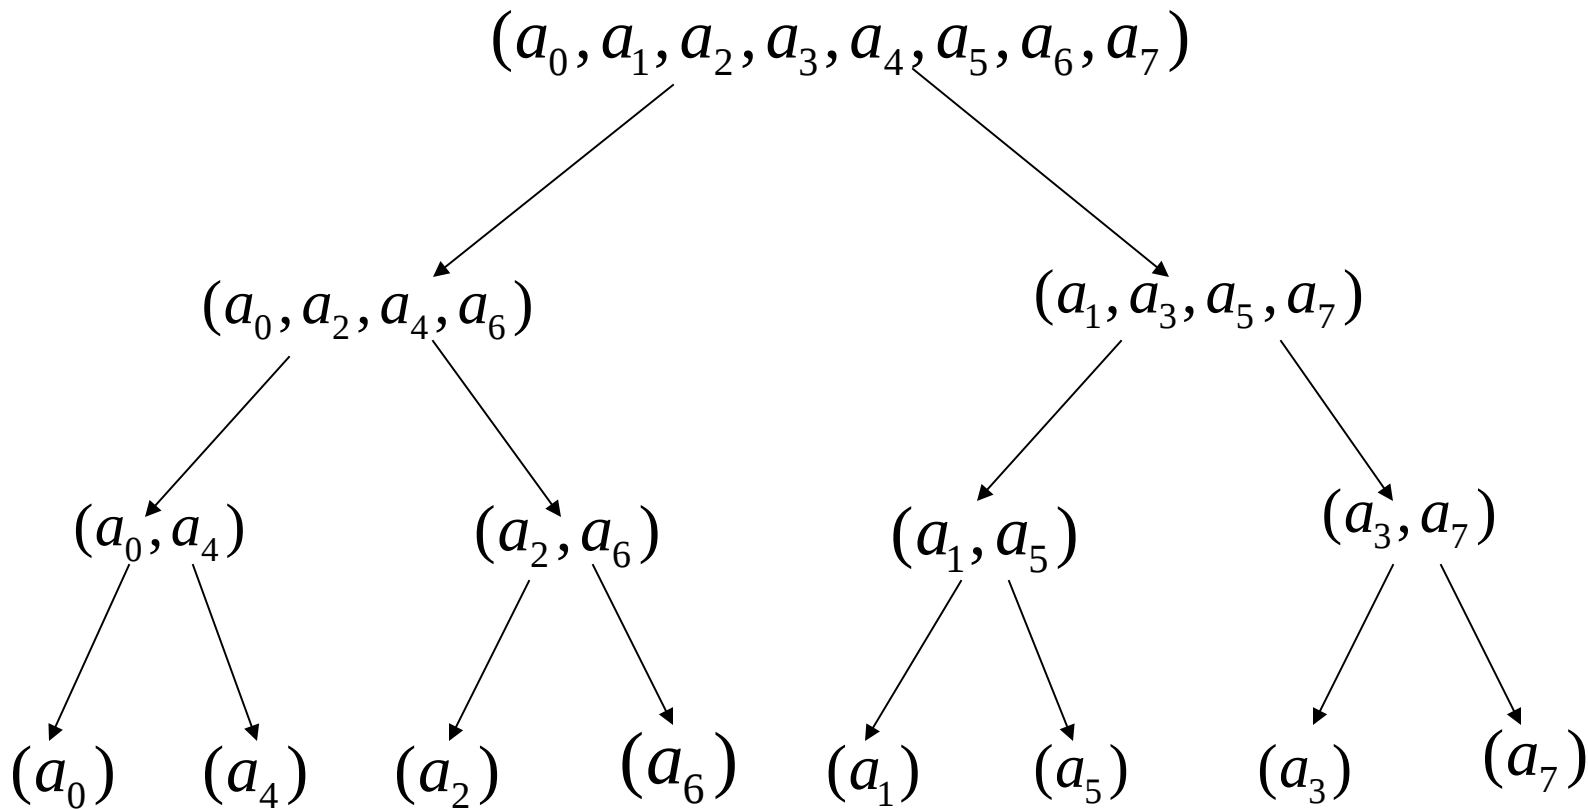 (a₀, a₁, a₂, a₃, a₄, a₅, a₆, a₇)
(a₀, a₂, a₄, a₆) (a₁, a₃, a₅, a₇)
(a₀, a₄) (a₂, a₆) (a₁, a₅) (a₃, a₇)
(a₀) (a₄) (a₂) (a₆) (a₁) (a₅) (a₃) (a₇)